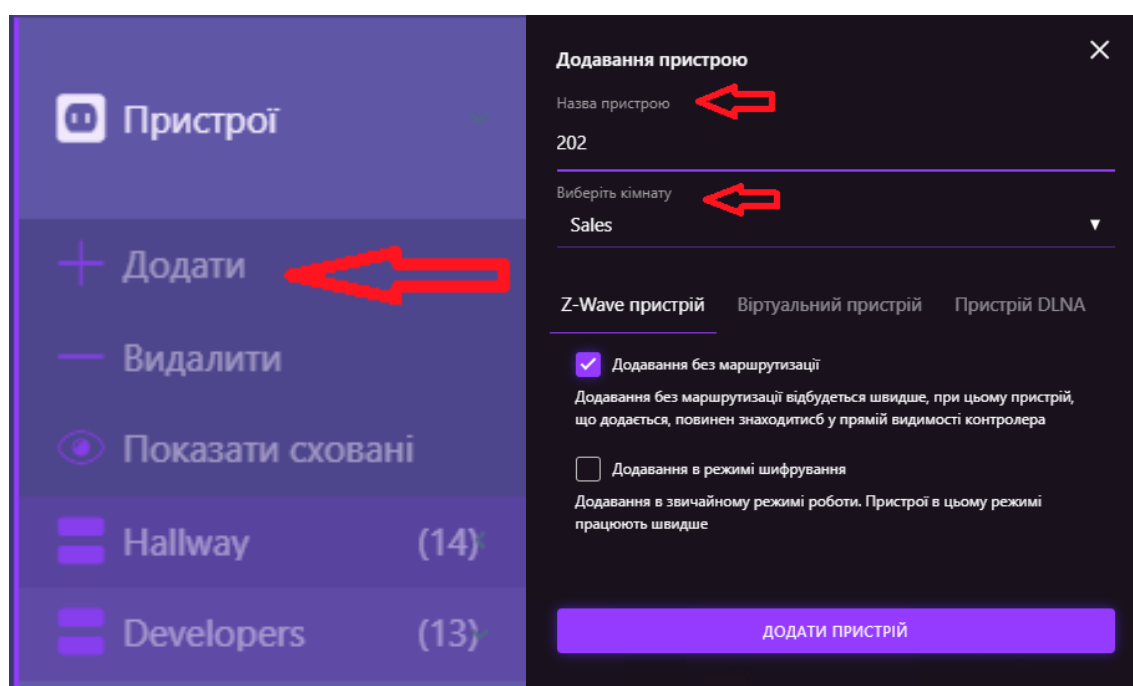 Пристрої
Додати
Видалити
Показати сховані
Hallway (14)
Developers (13)
Додавання пристрою
Назва пристрою
202
Виберіть кімнату
Sales
Z-Wave пристрій Віртуальний пристрій Пристрій DLNA
Додавання без маршрутизації
Додавання без маршрутизації відбудеться швидше, при цьому пристрій,
що додається, повинен знаходитисб у прямій видимості контролера
Додавання в режимі шифрування
Додавання в звичайному режимі роботи. Пристрої в цьому режимі
працюють швидше
ДОДАТИ ПРИСТРІЙ